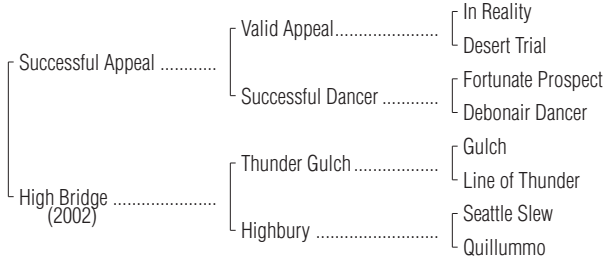 In Reality
Valid Appeal......................
Desert Trial
Successful Appeal ............
Fortunate Prospect
Successful Dancer ............
Debonair Dancer
Gulch
Thunder Gulch..................
Line of Thunder
High Bridge ......................
(2002)
Seattle Slew
Highbury ..........................
Quillummo